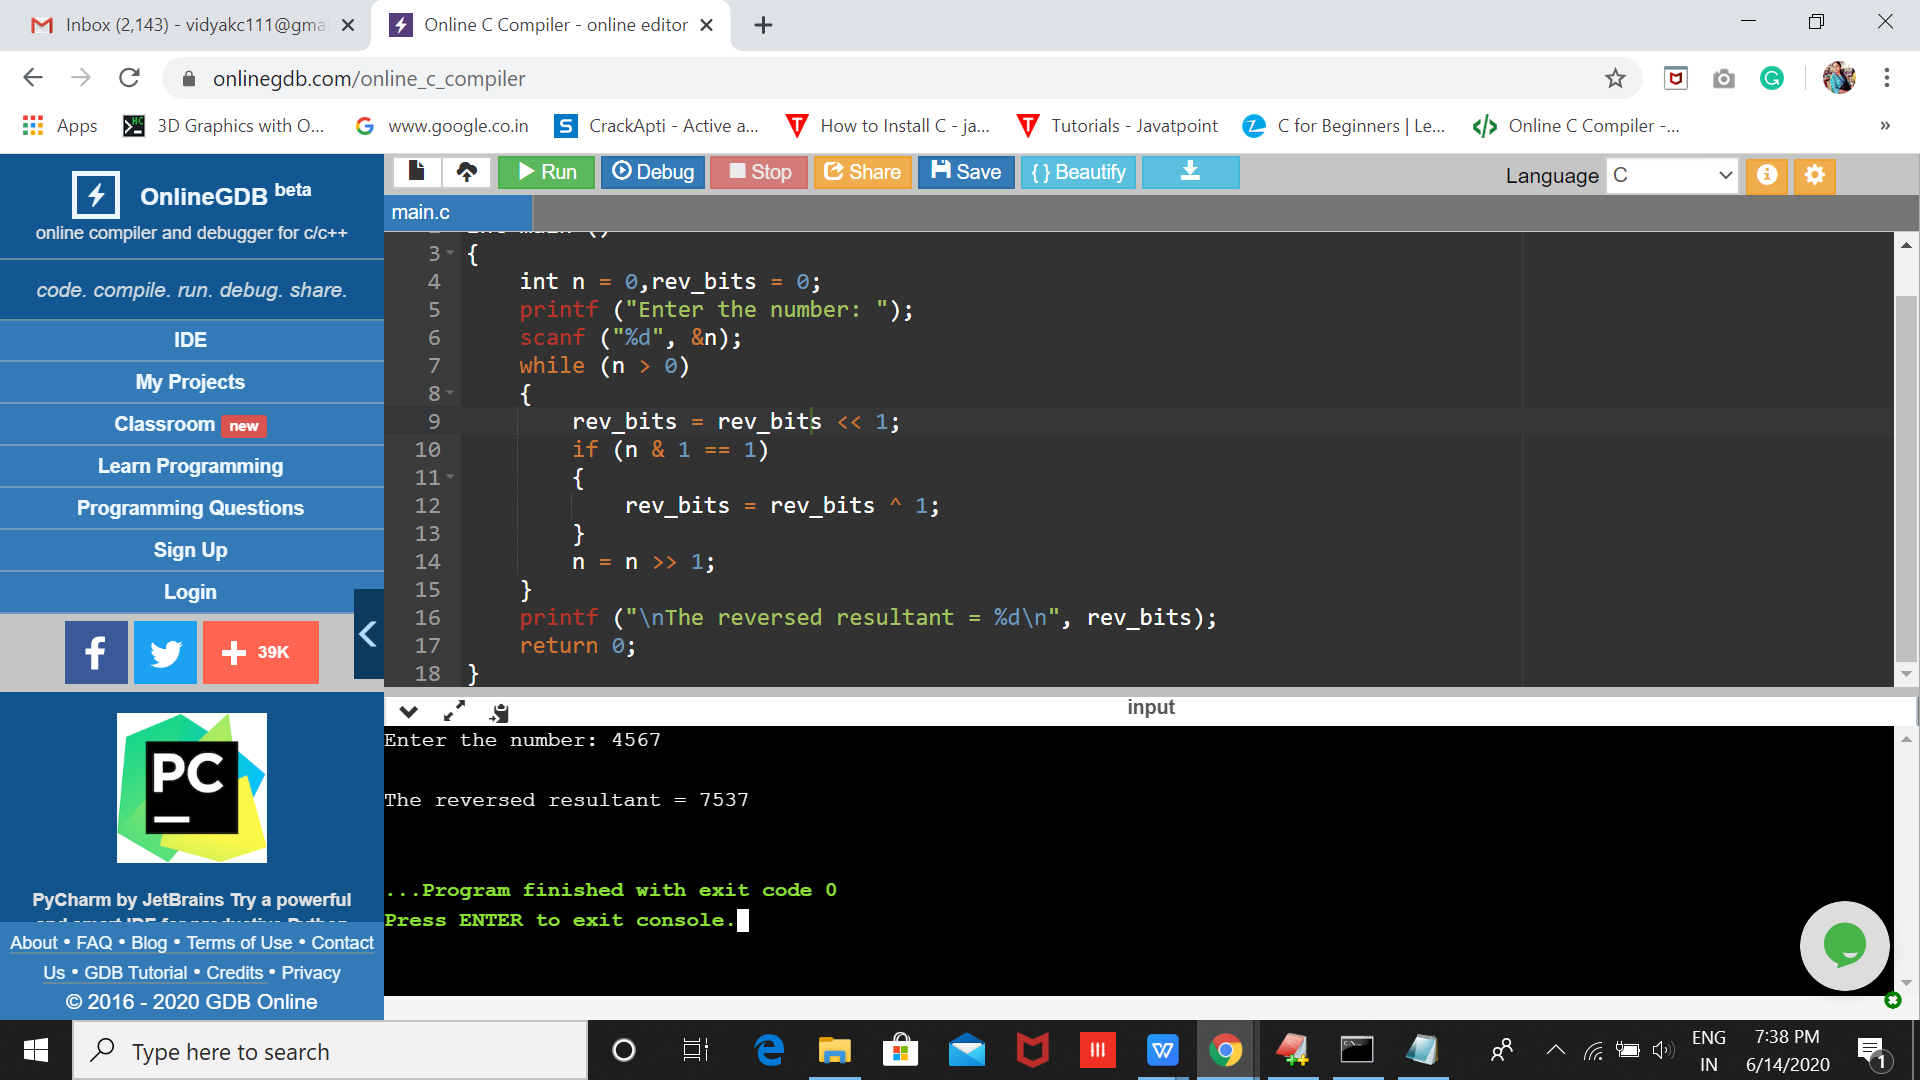 Inbox (2,143) - vidyakc111@gma
Online C Compiler - online editor
onlinegdb.com/online_c_compiler
Apps
3D Graphics with O...
www.google.co.in
CrackApti - Active a...
How to Install C - ja...
Tutorials - Javatpoint
C for Beginners | Le...
Online C Compiler -...
»
OnlineGDB beta
online compiler and debugger for c/c++
code. compile. run. debug. share.
IDE
My Projects
Classroom new
Learn Programming
Programming Questions
Sign Up
Login
39K
PC
PyCharm by JetBrains Try a powerful
About • FAQ • Blog • Terms of Use • Contact
Us • GDB Tutorial • Credits • Privacy
© 2016 - 2020 GDB Online
Run
Debug
Stop
Share
Save
{ } Beautify
Language C
main.c
3 {
4 int n = 0,rev_bits = 0;
5 printf ("Enter the number: ");
6 scanf ("%d", &n);
7 while (n > 0)
8 {
9 rev_bits = rev_bits << 1;
10 if (n & 1 == 1)
11 {
12 rev_bits = rev_bits ^ 1;
13 }
14 n = n >> 1;
15 }
16 printf ("\nThe reversed resultant = %d\n", rev_bits);
17 return 0;
18 }
input
Enter the number: 4567
The reversed resultant = 7537
...Program finished with exit code 0
Press ENTER to exit console.
Type here to search
ENG
IN
7:38 PM
6/14/2020
1